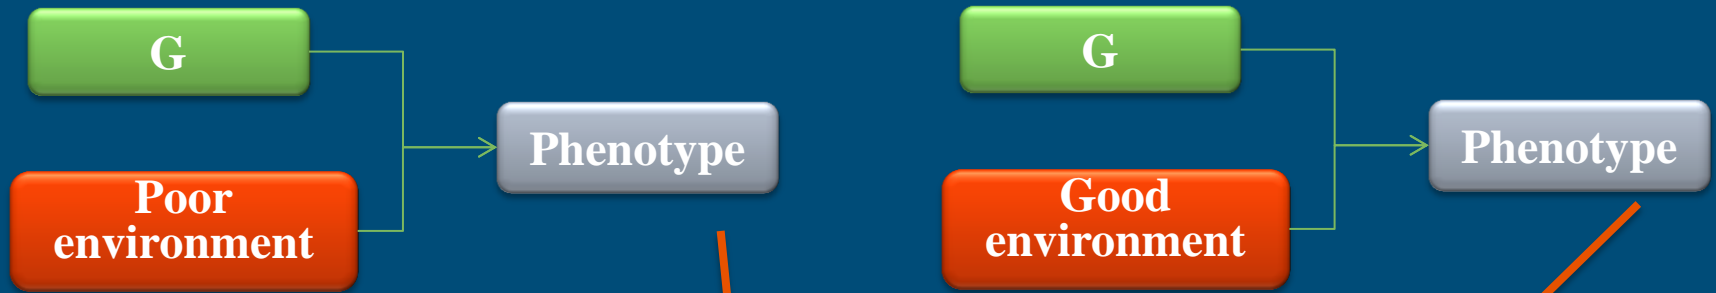 G
Poor
environment
Phenotype
G
Good
environment
Phenotype